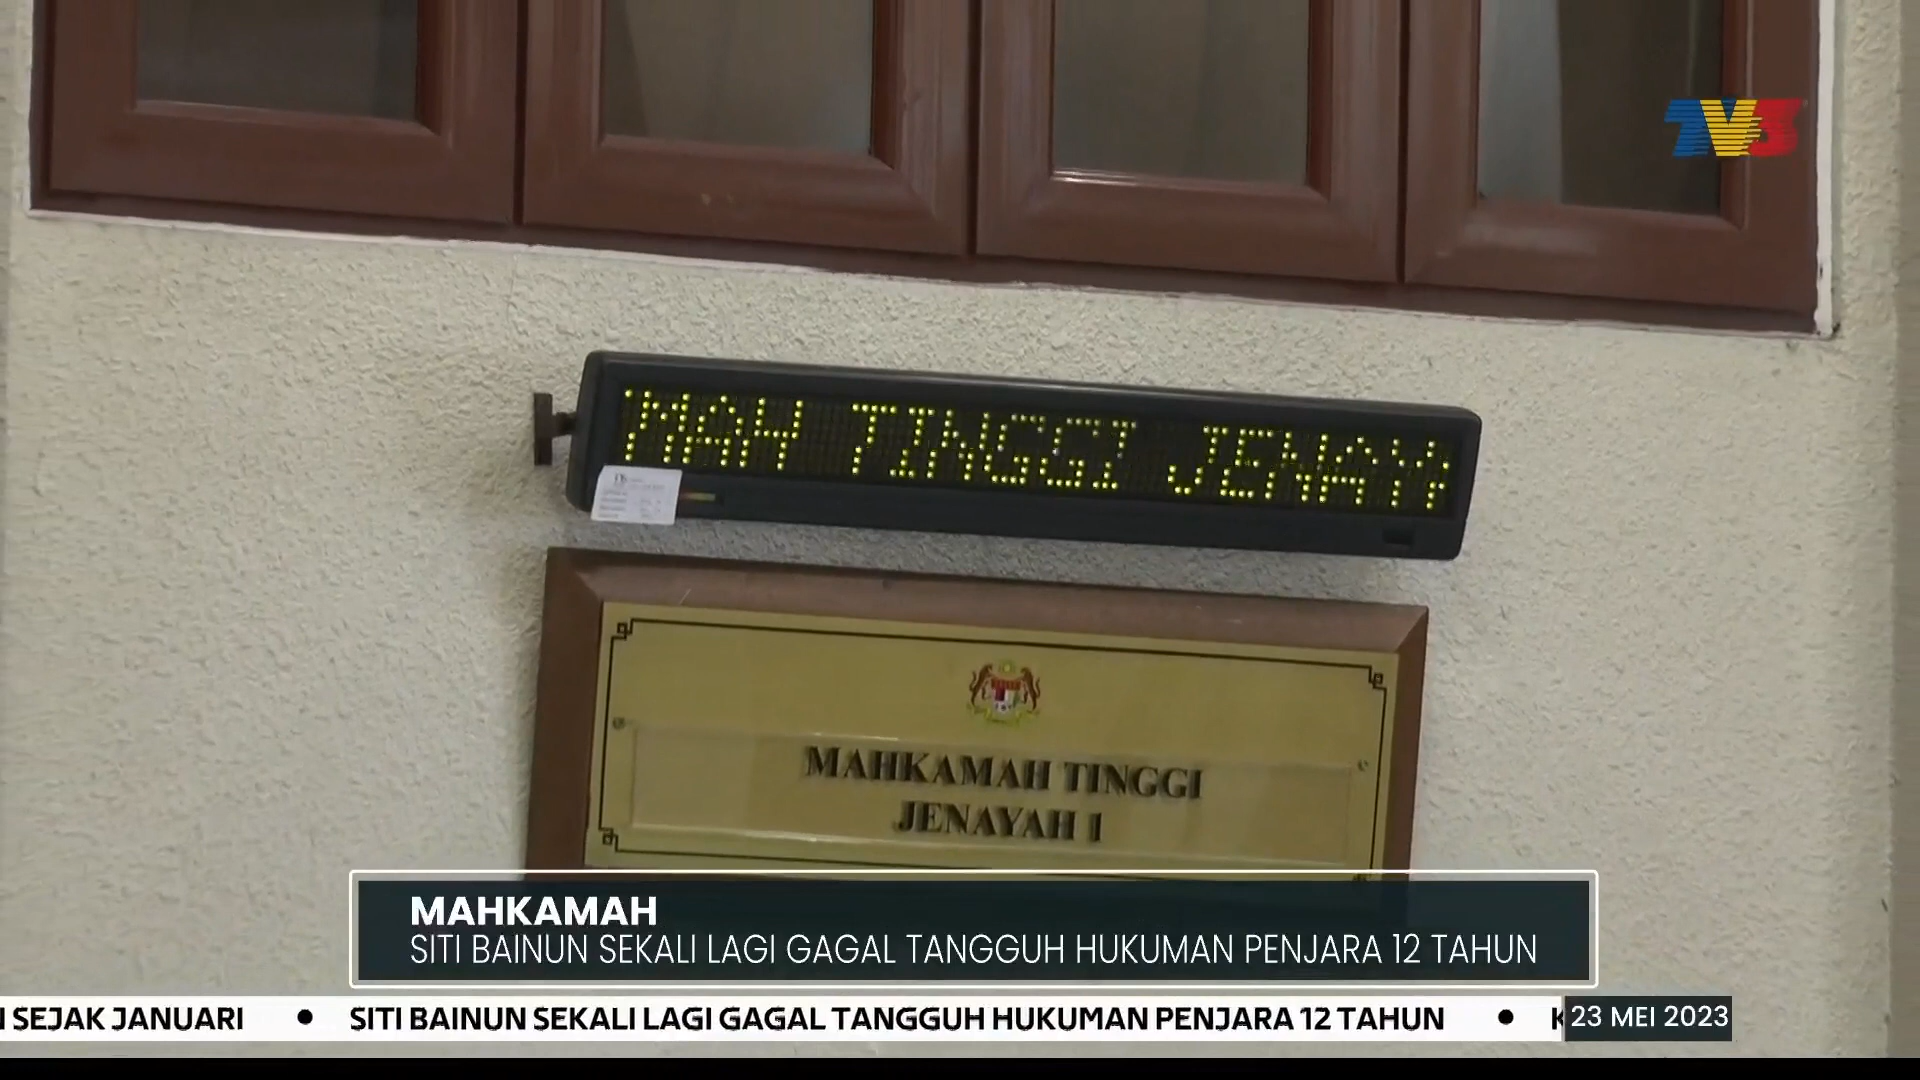 TV3
MAH TINGGI JENAY
MAHKAMAH TINGGI
JENAYAH 1
MAHKAMAH
SITI BAINUN SEKALI LAGI GAGAL TANGGUH HUKUMAN PENJARA 12 TAHUN
SEJAK JANUARI • SITI BAINUN SEKALI LAGI GAGAL TANGGUH HUKUMAN PENJARA 12 TAHUN •
23 MEI 2023